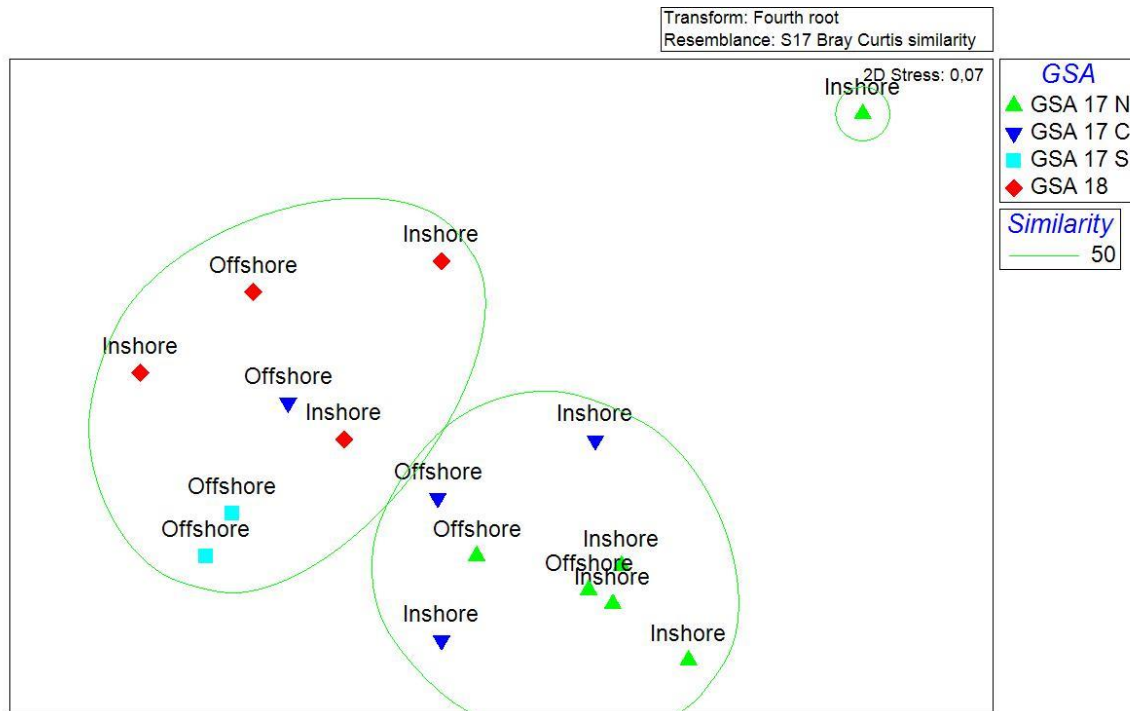 Transform: Fourth root
Resemblance: S17 Bray Curtis similarity
2D Stress: 0,07
Inshore
GSA
GSA 17 N
GSA 17 C
GSA 17 S
GSA 18
Similarity
50
Inshore
Offshore
Inshore
Offshore
Inshore
Inshore
Offshore
Offshore
Offshore
Offshore
Inshore
Offshore
Inshore
Inshore
Inshore